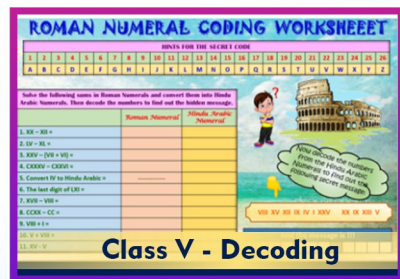 ROMAN NUMERAL CODING WORKSHEEET
HINTS FOR THE SECRET CODE
1 2 3 4 5 6 7 8 9 10 11 12 13 14 15 16 17 18 19 20 21 22 23 24 25 26
A B C D E F G H I J K L M N O P Q R S T U V W X Y Z
Solve the following sums in Roman Numerals and convert them into Hindu
Arabic Numerals. Then decode the numbers to find out the hidden message.
Roman Numeral
Hindu Arabic
Numeral
1. XX – XII =
2. LV – XL =
3. XXV – (VII + VI) =
4. CXXXV – CXXVI =
5. Convert IV to Hindu Arabic =
6. The last digit of LXI =
7. XVII – VIII =
8. CCXX – CC =
9. VIII + I =
10. V + VIII =
11. XV - V
Now decode the numbers
from the Hindu Arabic
Numerals to find out the
following secret message.
VIII XV XII IX IV I XXV XX IX XIII V
Class V - Decoding